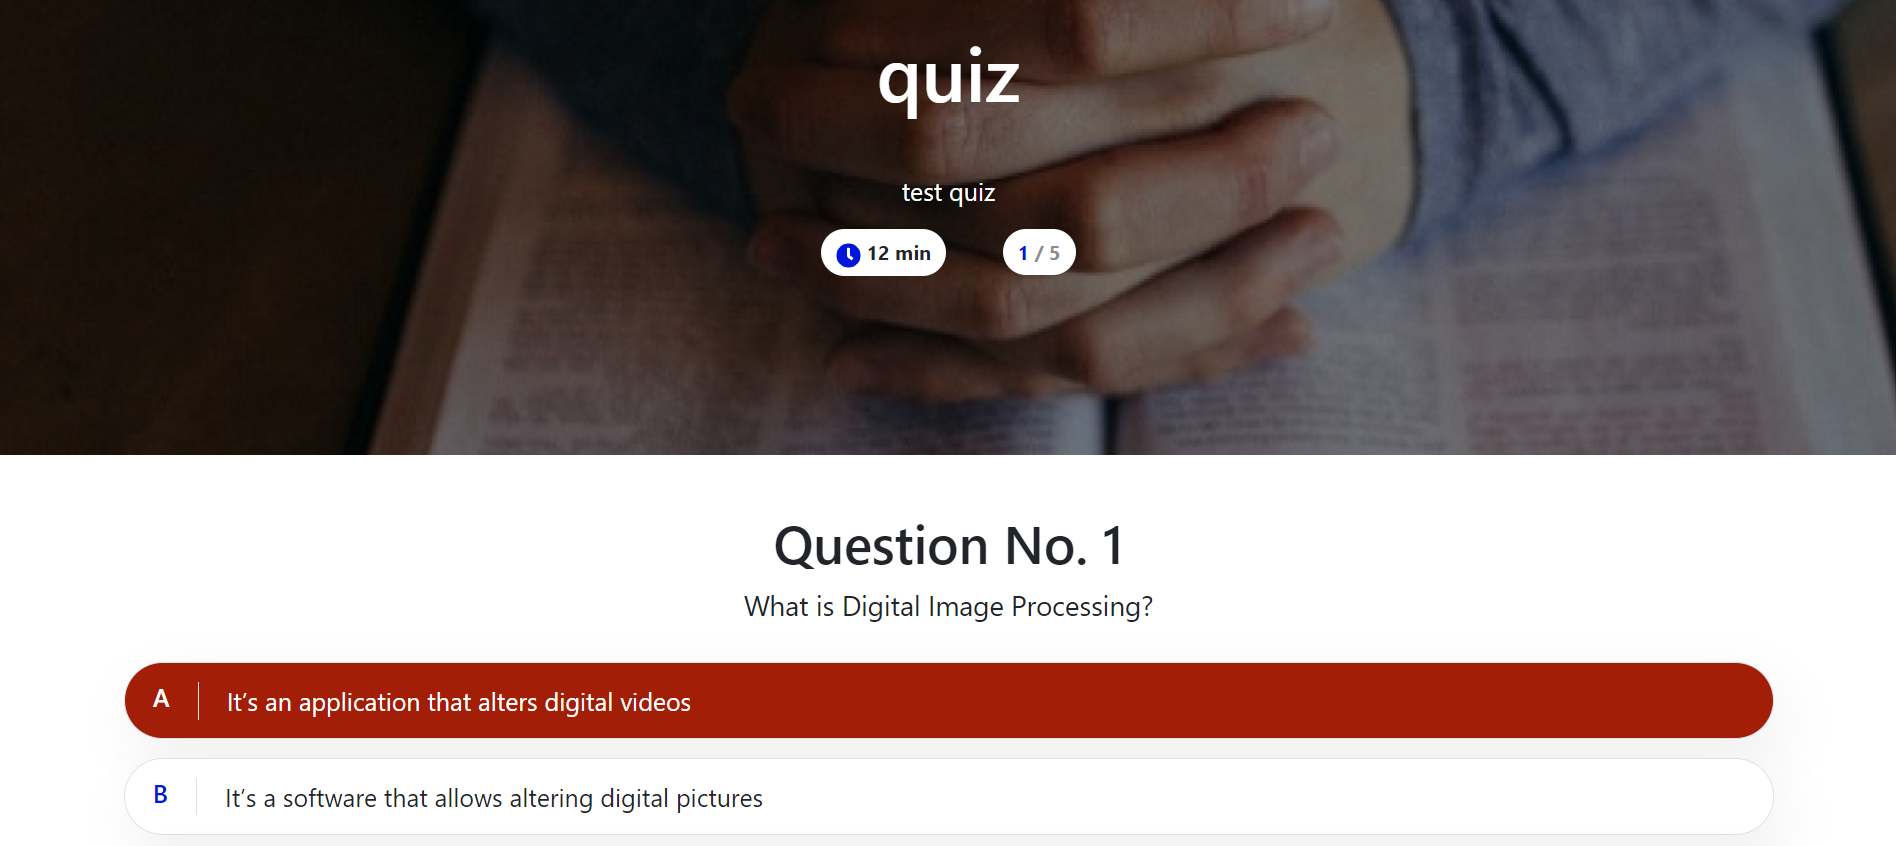 quiz
test quiz
12 min
1 / 5
Question No. 1
What is Digital Image Processing?
A It’s an application that alters digital videos
B It’s a software that allows altering digital pictures